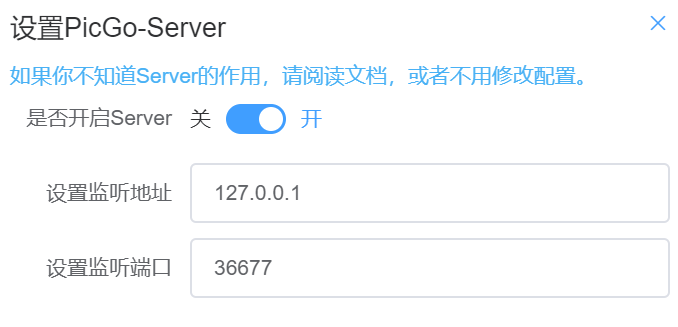 设置PicGo-Server
如果你不知道Server的作用，请阅读文档，或者不用修改配置。
是否开启Server 关 开
设置监听地址 127.0.0.1
设置监听端口 36677